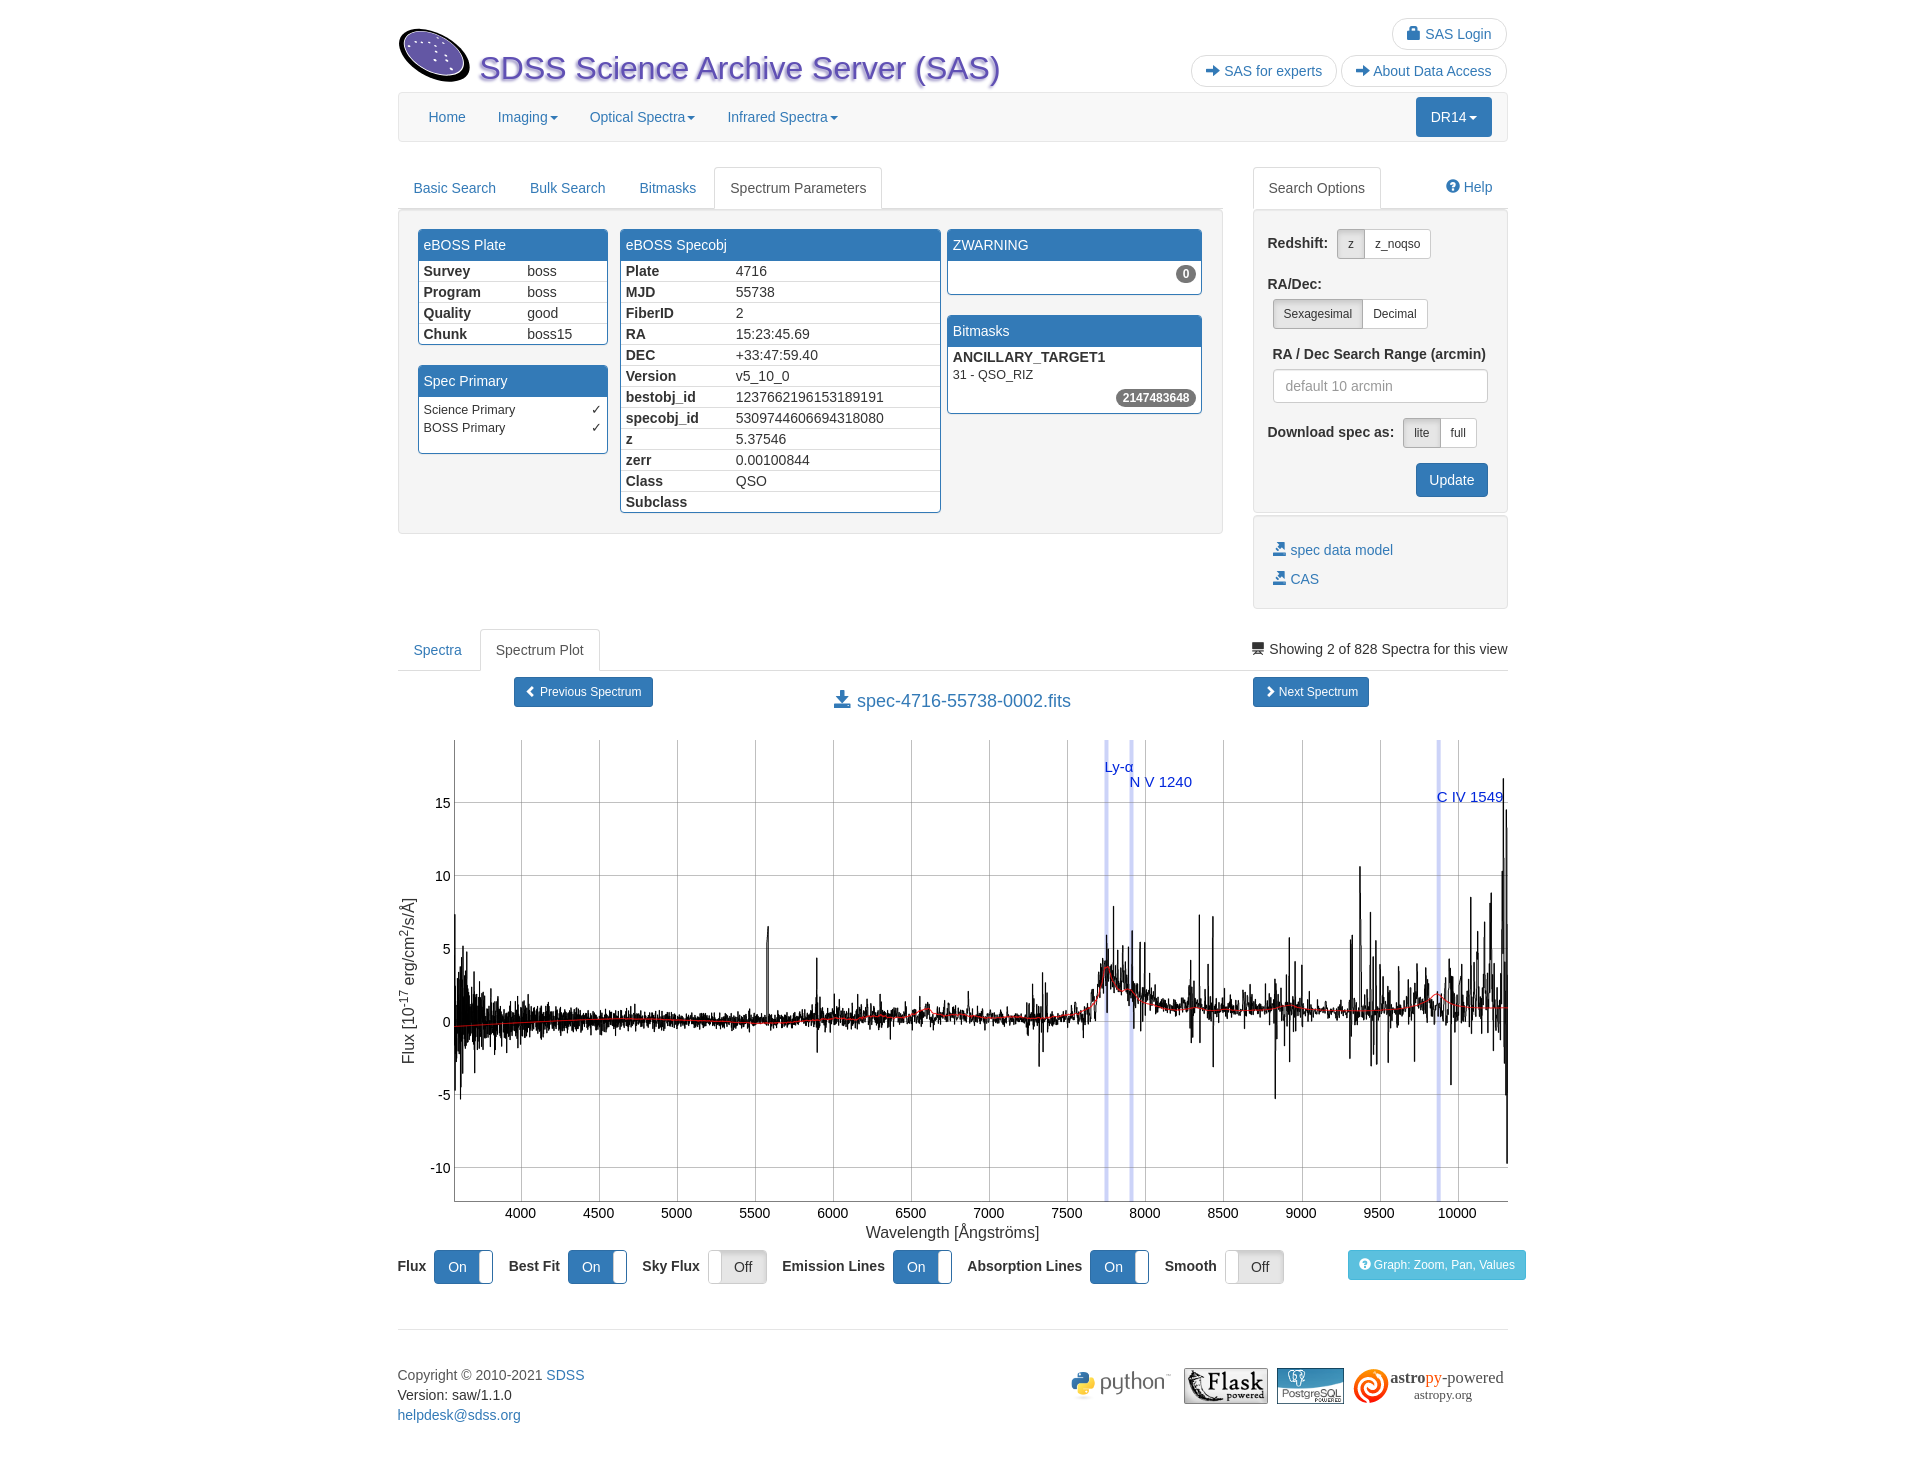 SAS Login
SDSS Science Archive Server (SAS)
SAS for experts About Data Access
Home Imaging Optical Spectra Infrared Spectra DR14
Basic Search Bulk Search Bitmasks Spectrum Parameters
eBOSS Plate
Survey boss
Program boss
Quality good
Chunk boss15
Spec Primary
Science Primary ✓
BOSS Primary ✓
eBOSS Specobj
Plate 4716
MJD 55738
FiberID 2
RA 15:23:45.69
DEC +33:47:59.40
Version v5_10_0
bestobj_id 1237662196153189191
specobj_id 5309744606694318080
z 5.37546
zerr 0.00100844
Class QSO
Subclass
ZWARNING
0
Bitmasks
ANCILLARY_TARGET1
31 - QSO_RIZ
2147483648
Search Options Help
Redshift: z z_noqso
RA/Dec:
Sexagesimal Decimal
RA / Dec Search Range (arcmin)
default 10 arcmin
Download spec as: lite full
Update
spec data model
CAS
Spectra Spectrum Plot Showing 2 of 828 Spectra for this view
Previous Spectrum spec-4716-55738-0002.fits Next Spectrum
Ly-α
N V 1240
C IV 1549
15
10
5
0
-5
-10
Flux [10-17 erg/cm2/s/Å]
4000 4500 5000 5500 6000 6500 7000 7500 8000 8500 9000 9500 10000
Wavelength [Ångströms]
Flux On Best Fit On Sky Flux Off Emission Lines On Absorption Lines On Smooth Off Graph: Zoom, Pan, Values
Copyright © 2010-2021 SDSS
Version: saw/1.1.0
helpdesk@sdss.org
python
Flask
powered
PostgreSQL
POWERED
astropy-powered
astropy.org